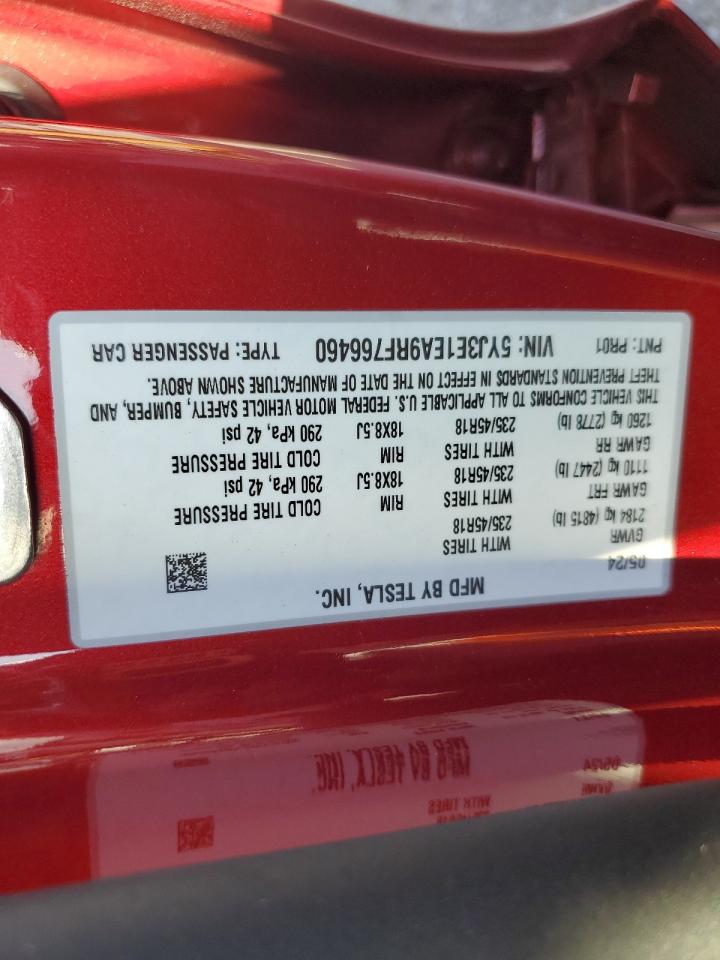 MFD BY TESLA, INC.
05/24
GVWR
2184 kg (4815 lb)
WITH TIRES
235/45R18
GAWR FRT
1110 kg (2447 lb)
WITH TIRES
235/45R18
RIM
18X8.5J
COLD TIRE PRESSURE
290 kPa, 42 psi
GAWR RR
1260 kg (2778 lb)
WITH TIRES
235/45R18
RIM
18X8.5J
COLD TIRE PRESSURE
290 kPa, 42 psi
THIS VEHICLE CONFORMS TO ALL APPLICABLE U.S. FEDERAL MOTOR VEHICLE SAFETY, BUMPER, AND
THEFT PREVENTION STANDARDS IN EFFECT ON THE DATE OF MANUFACTURE SHOWN ABOVE.
PNT: PR01 VIN: 5YJ3E1EA9RF766460 TYPE: PASSENGER CAR